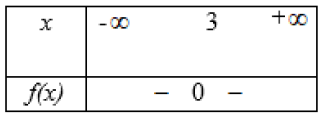 x -∞ 3 +∞
f(x) − 0 −